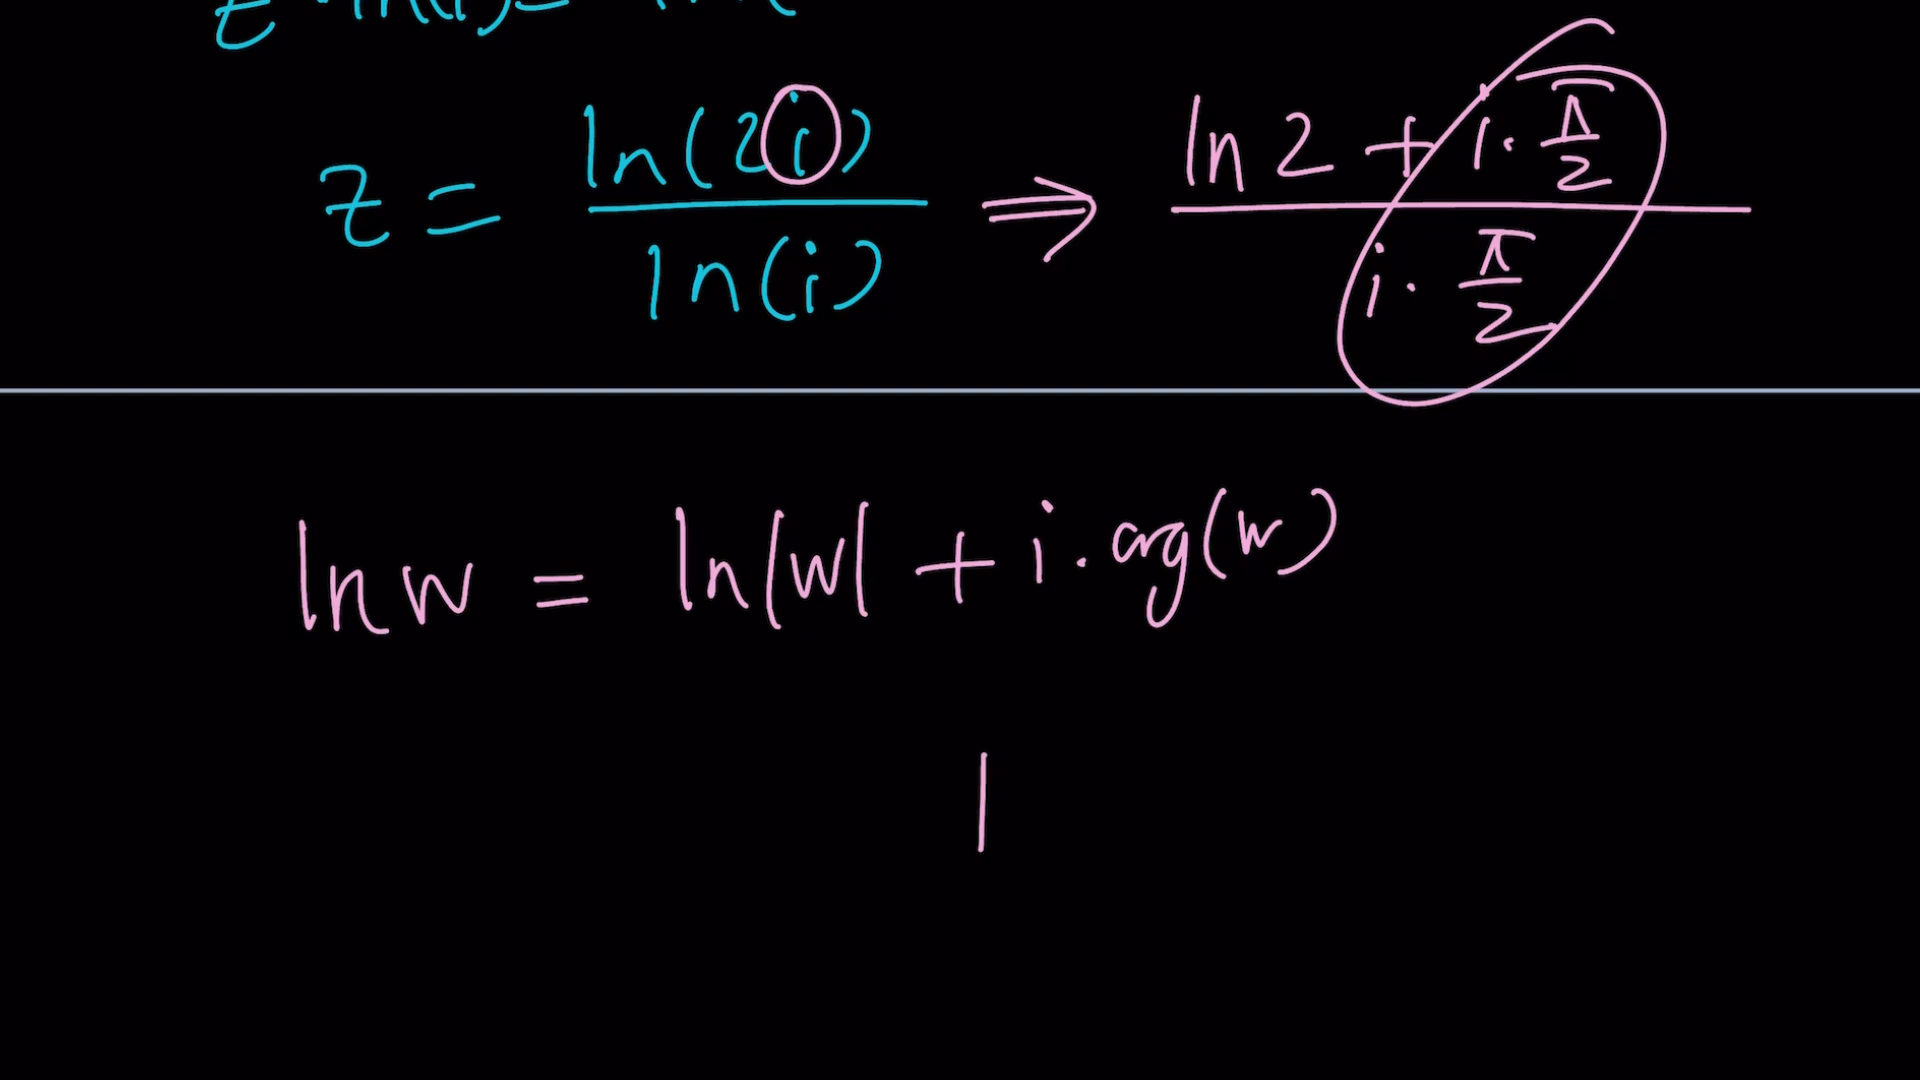 z = ln(2i) / ln(i) ⇒ (ln 2 + i · π/2) / (i · π/2)
ln w = ln|w| + i · arg(w)
|